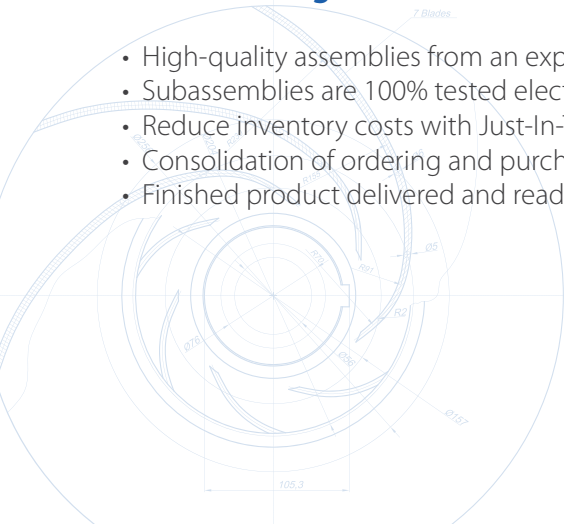 7 Blades
• High-quality assemblies from an exp
• Subassemblies are 100% tested elect
• Reduce inventory costs with Just-In-
• Consolidation of ordering and purch
• Finished product delivered and read
Ø5
R2
Ø76
Ø96
Ø157
105,3